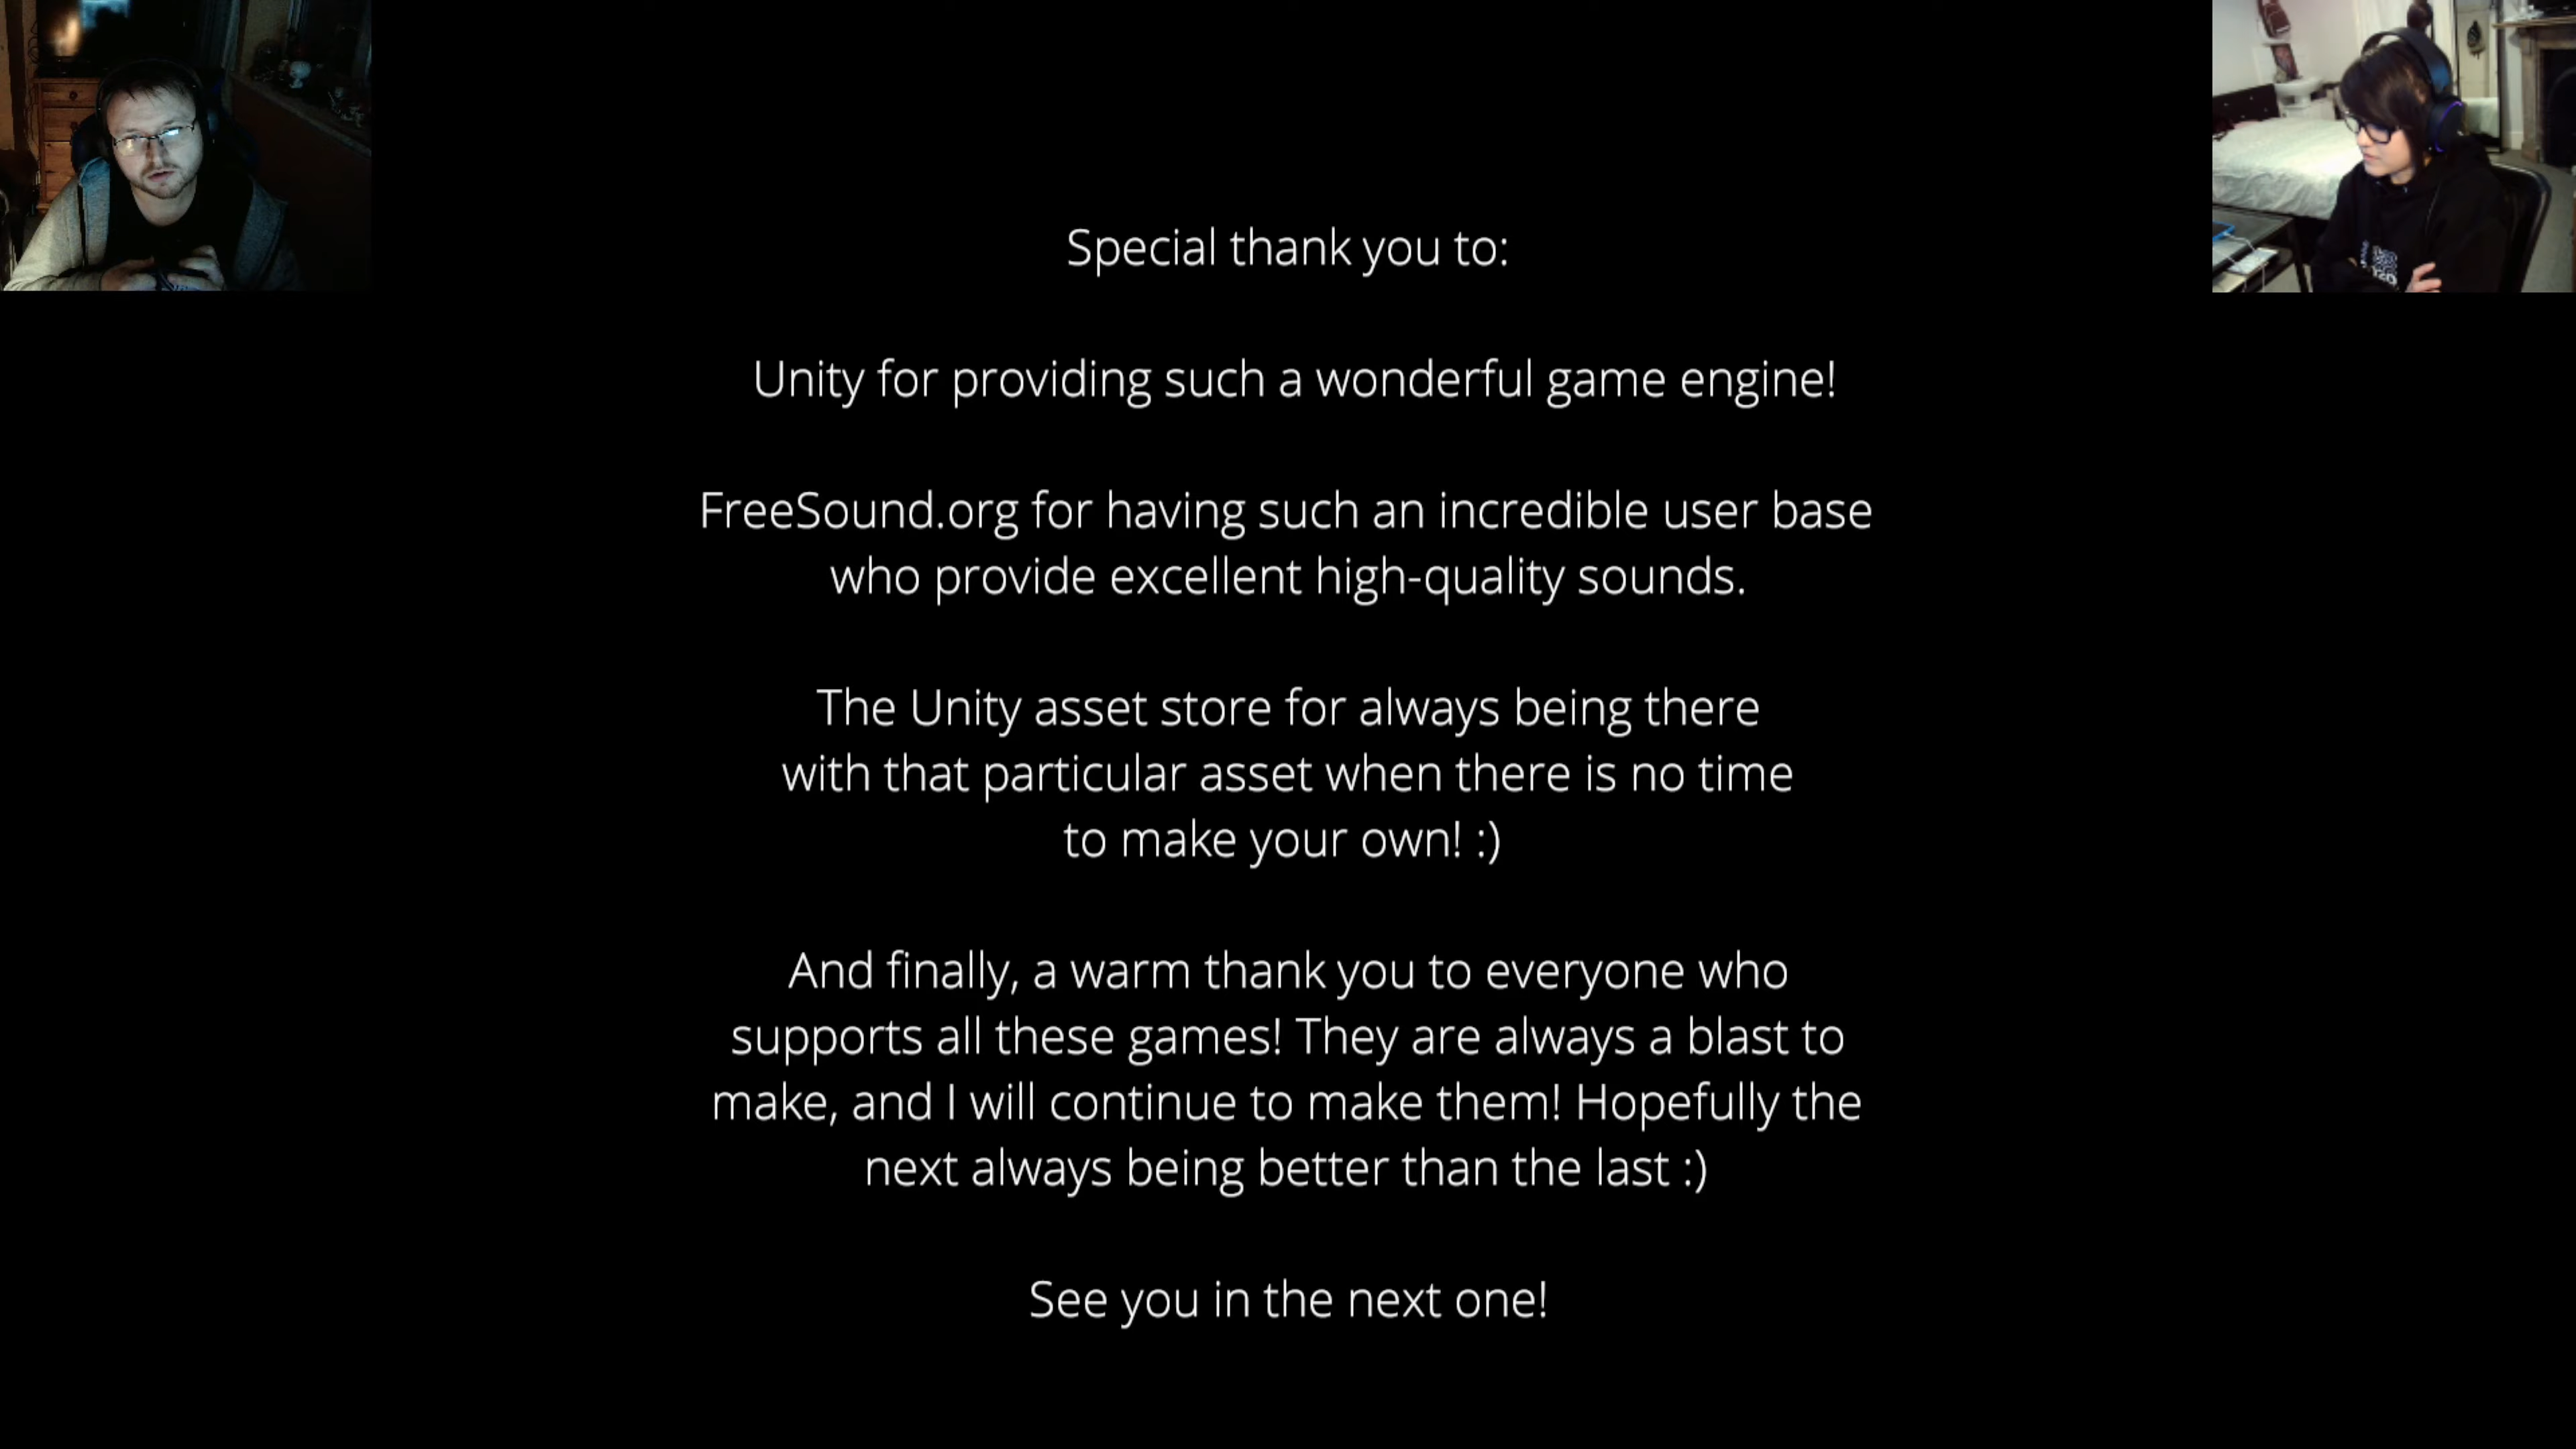 Special thank you to:
Unity for providing such a wonderful game engine!
FreeSound.org for having such an incredible user base
who provide excellent high-quality sounds.
The Unity asset store for always being there
with that particular asset when there is no time
to make your own! :)
And finally, a warm thank you to everyone who
supports all these games! They are always a blast to
make, and I will continue to make them! Hopefully the
next always being better than the last :)
See you in the next one!